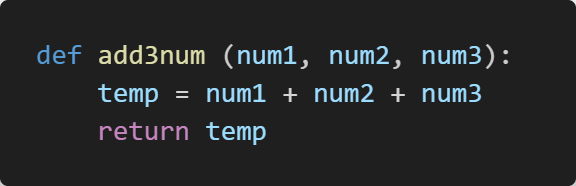 def add3num (num1, num2, num3):
    temp = num1 + num2 + num3
    return temp